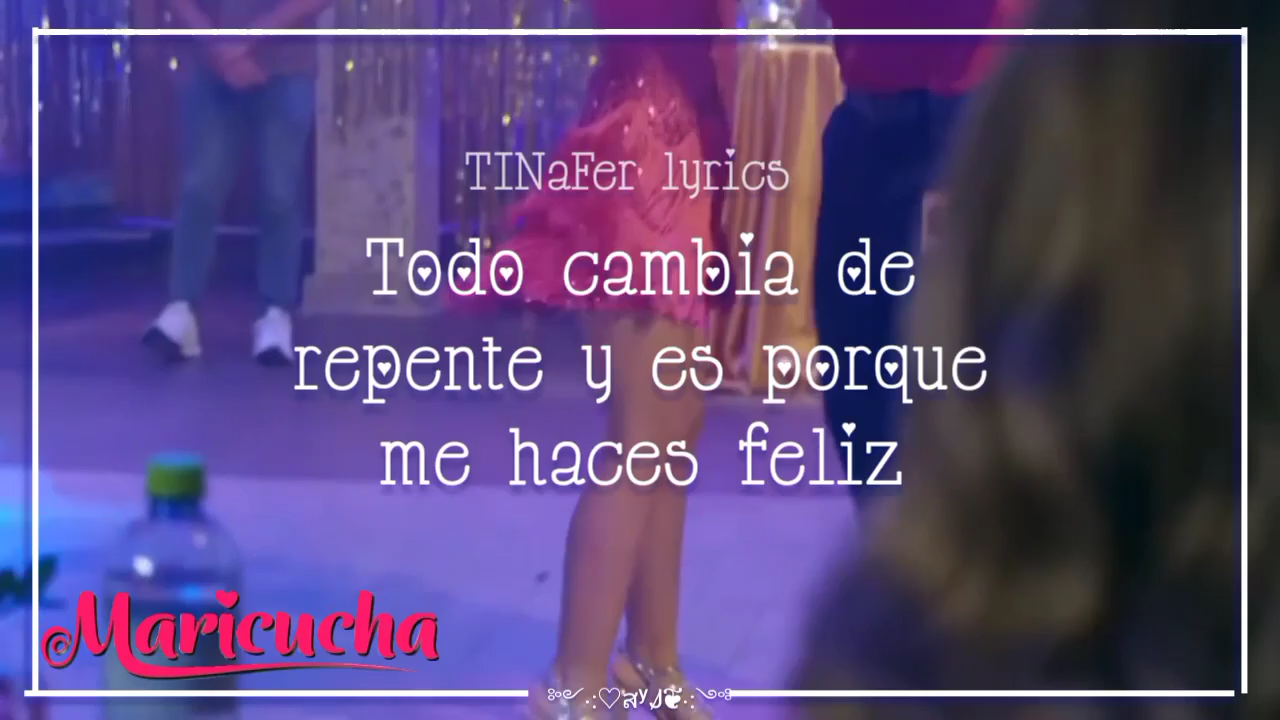 TINaFer lyrics
Todo cambia de
repente y es porque
me haces feliz
Maricucha